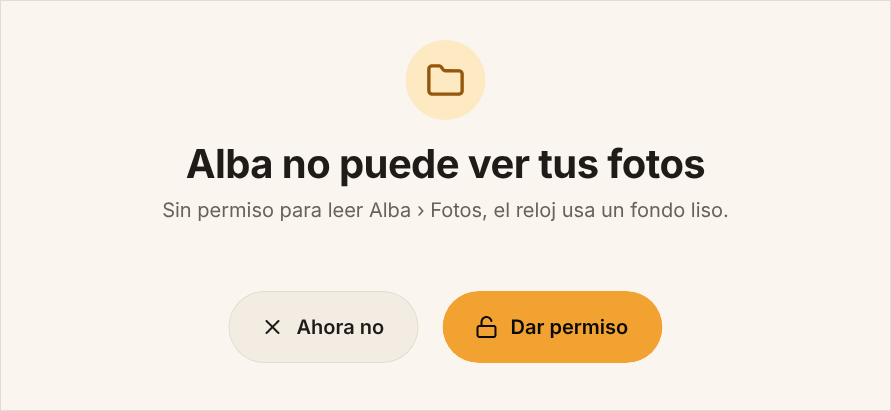 Alba no puede ver tus fotos
Sin permiso para leer Alba › Fotos, el reloj usa un fondo liso.
Ahora no
Dar permiso